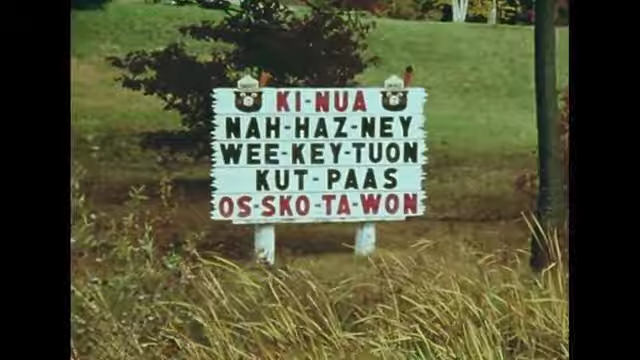 KI-NUA
NAH-HAZ-NEY
WEE-KEY-TUON
KUT-PAAS
OS-SKO-TA-WON